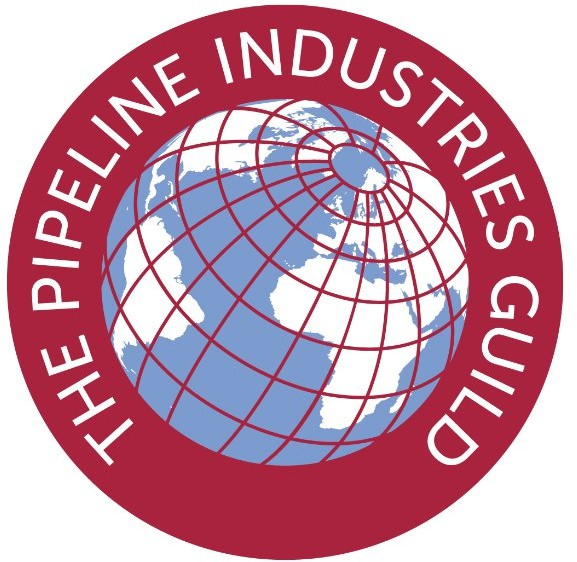 THE PIPELINE INDUSTRIES GUILD